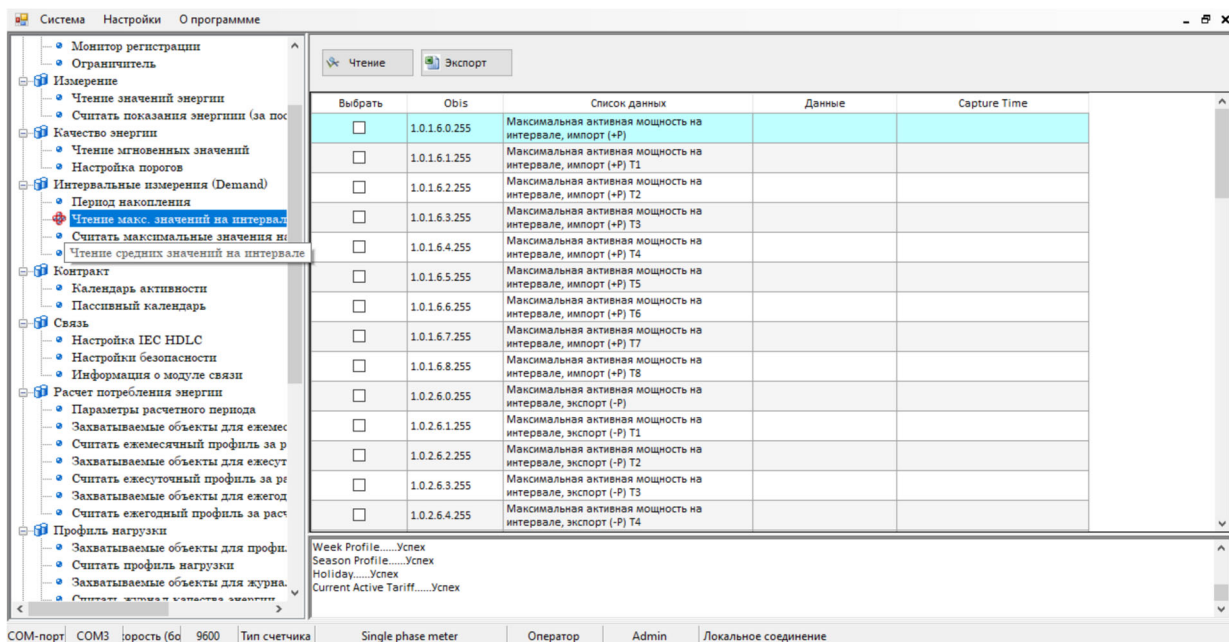 Система Настройки О программме
Монитор регистрации
Ограничитель
Измерение
Чтение значений энергии
Считать показания энергиии (за пос
Качество энергии
Чтение мгновенных значений
Настройка порогов
Интервальные измерения (Demand)
Период накопления
Чтение макс. значений на интервал
Считать максимальные значения на
Чтение средних значений на интервале
Контракт
Календарь активности
Пассивный календарь
Связь
Настройка IEC HDLC
Настройки безопасности
Информация о модуле связи
Расчет потребления энергии
Параметры расчетного периода
Захватываемые объекты для ежемес
Считать ежемесячный профиль за р
Захватываемые объекты для ежесут
Считать ежесуточный профиль за ра
Захватываемые объекты для ежегод
Считать ежегодный профиль за расч
Профиль нагрузки
Захватываемые объекты для профи
Считать профиль нагрузки
Захватываемые объекты для журна
Считать журнал качества энергии
Чтение Экспорт
Выбрать Obis Список данных Данные Capture Time
1.0.1.6.0.255 Максимальная активная мощность на
интервале, импорт (+P)
1.0.1.6.1.255 Максимальная активная мощность на
интервале, импорт (+P) T1
1.0.1.6.2.255 Максимальная активная мощность на
интервале, импорт (+P) T2
1.0.1.6.3.255 Максимальная активная мощность на
интервале, импорт (+P) T3
1.0.1.6.4.255 Максимальная активная мощность на
интервале, импорт (+P) T4
1.0.1.6.5.255 Максимальная активная мощность на
интервале, импорт (+P) T5
1.0.1.6.6.255 Максимальная активная мощность на
интервале, импорт (+P) T6
1.0.1.6.7.255 Максимальная активная мощность на
интервале, импорт (+P) T7
1.0.1.6.8.255 Максимальная активная мощность на
интервале, импорт (+P) T8
1.0.2.6.0.255 Максимальная активная мощность на
интервале, экспорт (-P)
1.0.2.6.1.255 Максимальная активная мощность на
интервале, экспорт (-P) T1
1.0.2.6.2.255 Максимальная активная мощность на
интервале, экспорт (-P) T2
1.0.2.6.3.255 Максимальная активная мощность на
интервале, экспорт (-P) T3
1.0.2.6.4.255 Максимальная активная мощность на
интервале, экспорт (-P) T4
Week Profile......Успех
Season Profile......Успех
Holiday......Успех
Current Active Tariff......Успех
COM-порт COM3 корость (бо 9600 Тип счетчика Single phase meter Оператор Admin Локальное соединение